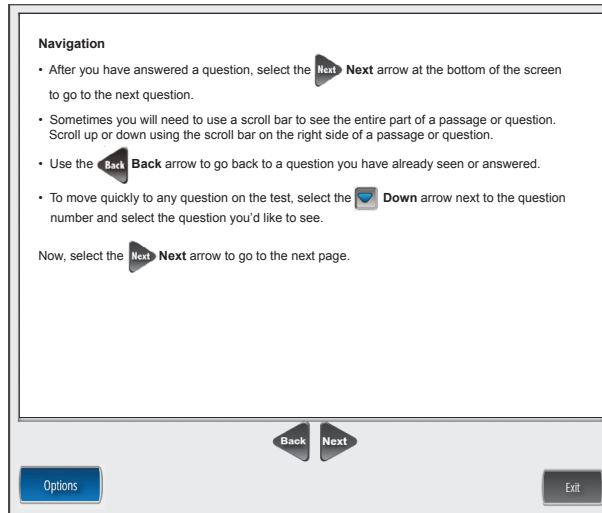 Navigation
• After you have answered a question, select the Next Next arrow at the bottom of the screen
to go to the next question.
• Sometimes you will need to use a scroll bar to see the entire part of a passage or question.
Scroll up or down using the scroll bar on the right side of a passage or question.
• Use the Back Back arrow to go back to a question you have already seen or answered.
• To move quickly to any question on the test, select the Down arrow next to the question
number and select the question you’d like to see.
Now, select the Next Next arrow to go to the next page.
Back Next
Options Exit